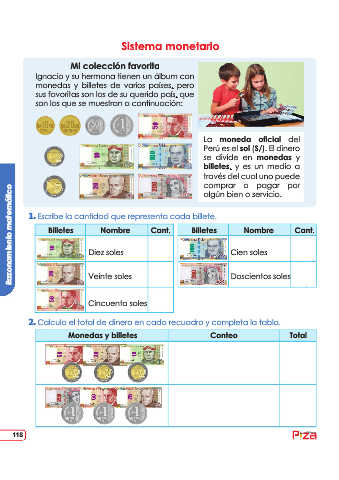 Sistema monetario
Mi colección favorita
Ignacio y su hermana tienen un álbum con
monedas y billetes de varios países, pero
sus favoritas son los de su querido país, que
son los que se muestran a continuación:
La moneda oficial del
Perú es el sol (S/). El dinero
se divide en monedas y
billetes, y es un medio a
través del cual uno puede
comprar o pagar por
algún bien o servicio.
Razonamiento matemático
1. Escribe la cantidad que representa cada billete.
Billetes Nombre Cant. Billetes Nombre Cant.
Diez soles Cien soles
Veinte soles Doscientos soles
Cincuenta soles
2. Calcula el total de dinero en cada recuadro y completa la tabla.
Monedas y billetes Conteo Total
118